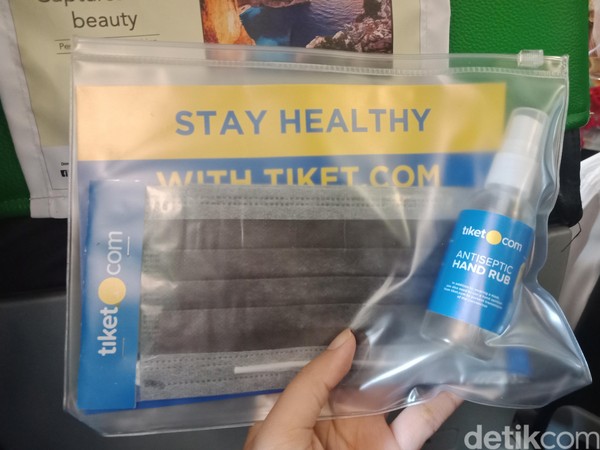 beauty
STAY HEALTHY
WITH TIKET.COM
tiket com
tiket com
ANTISEPTIC
HAND RUB
detikcom